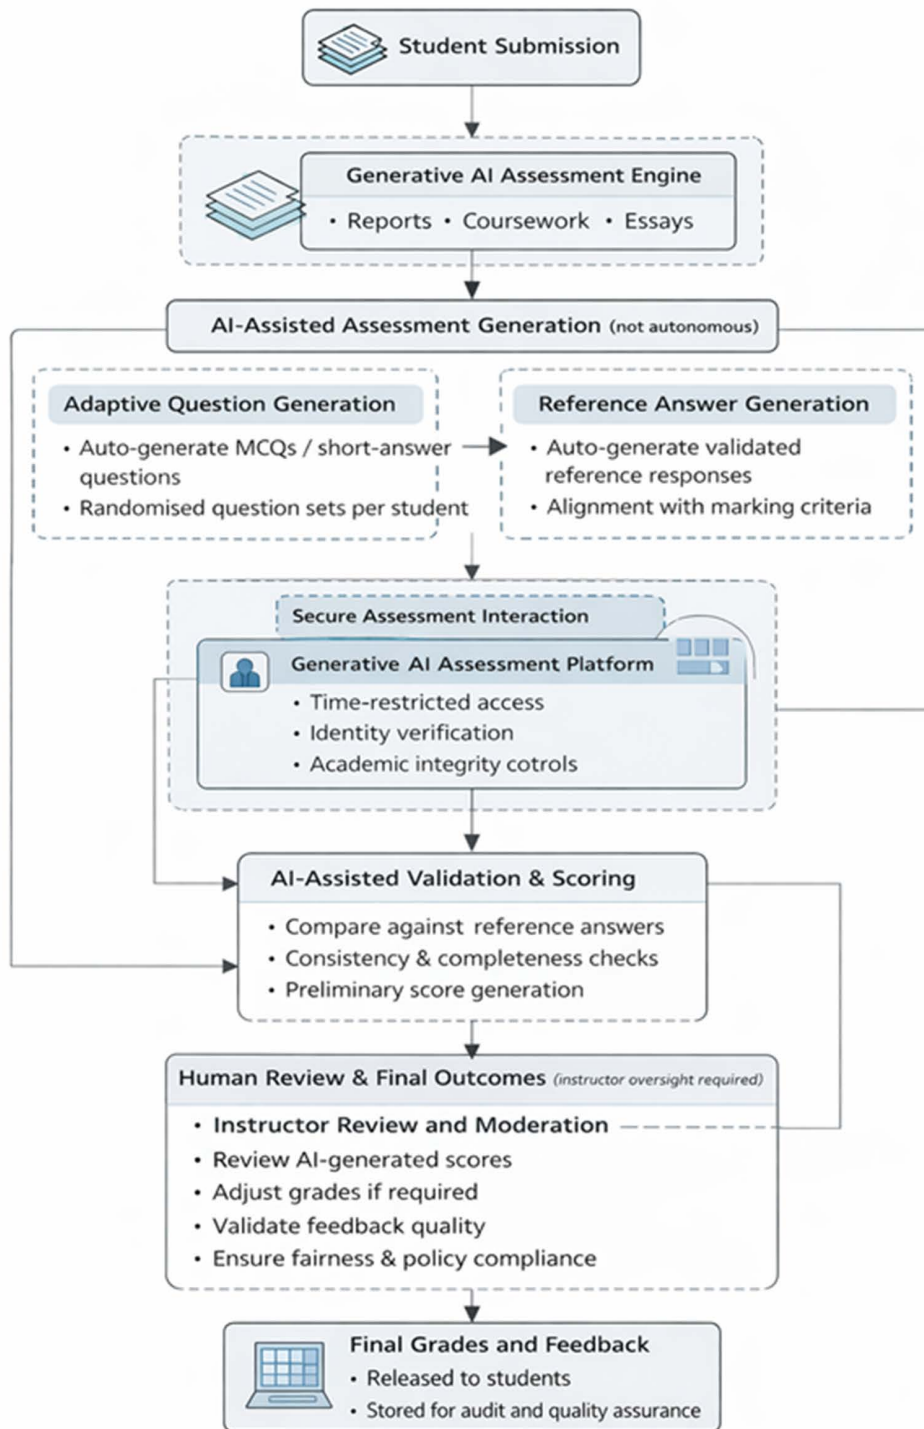 Student Submission
Generative AI Assessment Engine
• Reports • Coursework • Essays
AI-Assisted Assessment Generation (not autonomous)
Adaptive Question Generation
• Auto-generate MCQs / short-answer
questions
• Randomised question sets per student
Reference Answer Generation
• Auto-generate validated
reference responses
• Alignment with marking criteria
Secure Assessment Interaction
Generative AI Assessment Platform
• Time-restricted access
• Identity verification
• Academic integrity cotrols
AI-Assisted Validation & Scoring
• Compare against reference answers
• Consistency & completeness checks
• Preliminary score generation
Human Review & Final Outcomes (instructor oversight required)
• Instructor Review and Moderation
• Review AI-generated scores
• Adjust grades if required
• Validate feedback quality
• Ensure fairness & policy compliance
Final Grades and Feedback
• Released to students
• Stored for audit and quality assurance